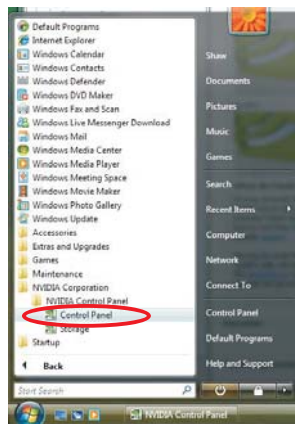 Default Programs
Internet Explorer
Windows Calendar
Windows Contacts
Windows Defender
Windows DVD Maker
Windows Fax and Scan
Windows Live Messenger Download
Windows Mail
Windows Media Center
Windows Media Player
Windows Meeting Space
Windows Movie Maker
Windows Photo Gallery
Windows Update
Accessories
Extras and Upgrades
Games
Maintenance
NVIDIA Corporation
NVIDIA Control Panel
Control Panel
Storage
Startup
Back
Start Search
Shaw
Documents
Pictures
Music
Games
Search
Recent Items
Computer
Network
Connect To
Control Panel
Default Programs
Help and Support
NVIDIA Control Panel